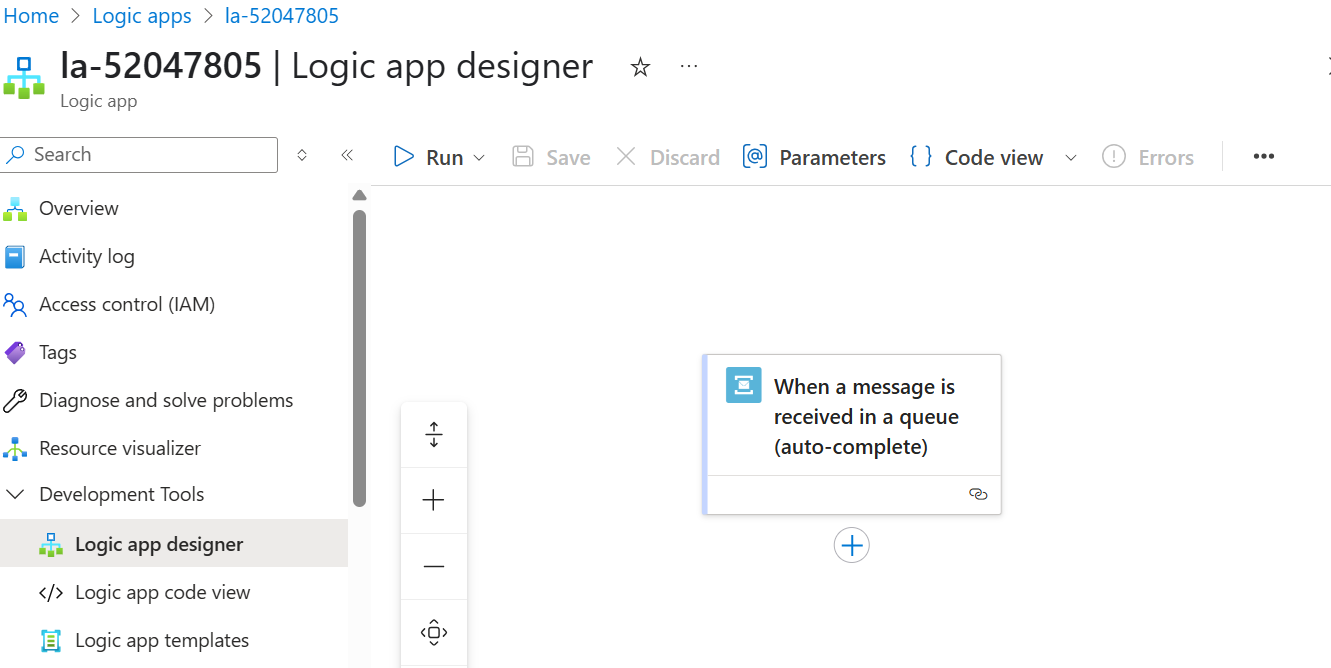 Home > Logic apps > la-52047805
la-52047805 | Logic app designer
Logic app
Search
Run
Save
Discard
Parameters
Code view
Errors
Overview
Activity log
Access control (IAM)
Tags
Diagnose and solve problems
Resource visualizer
Development Tools
Logic app designer
Logic app code view
Logic app templates
When a message is
received in a queue
(auto-complete)